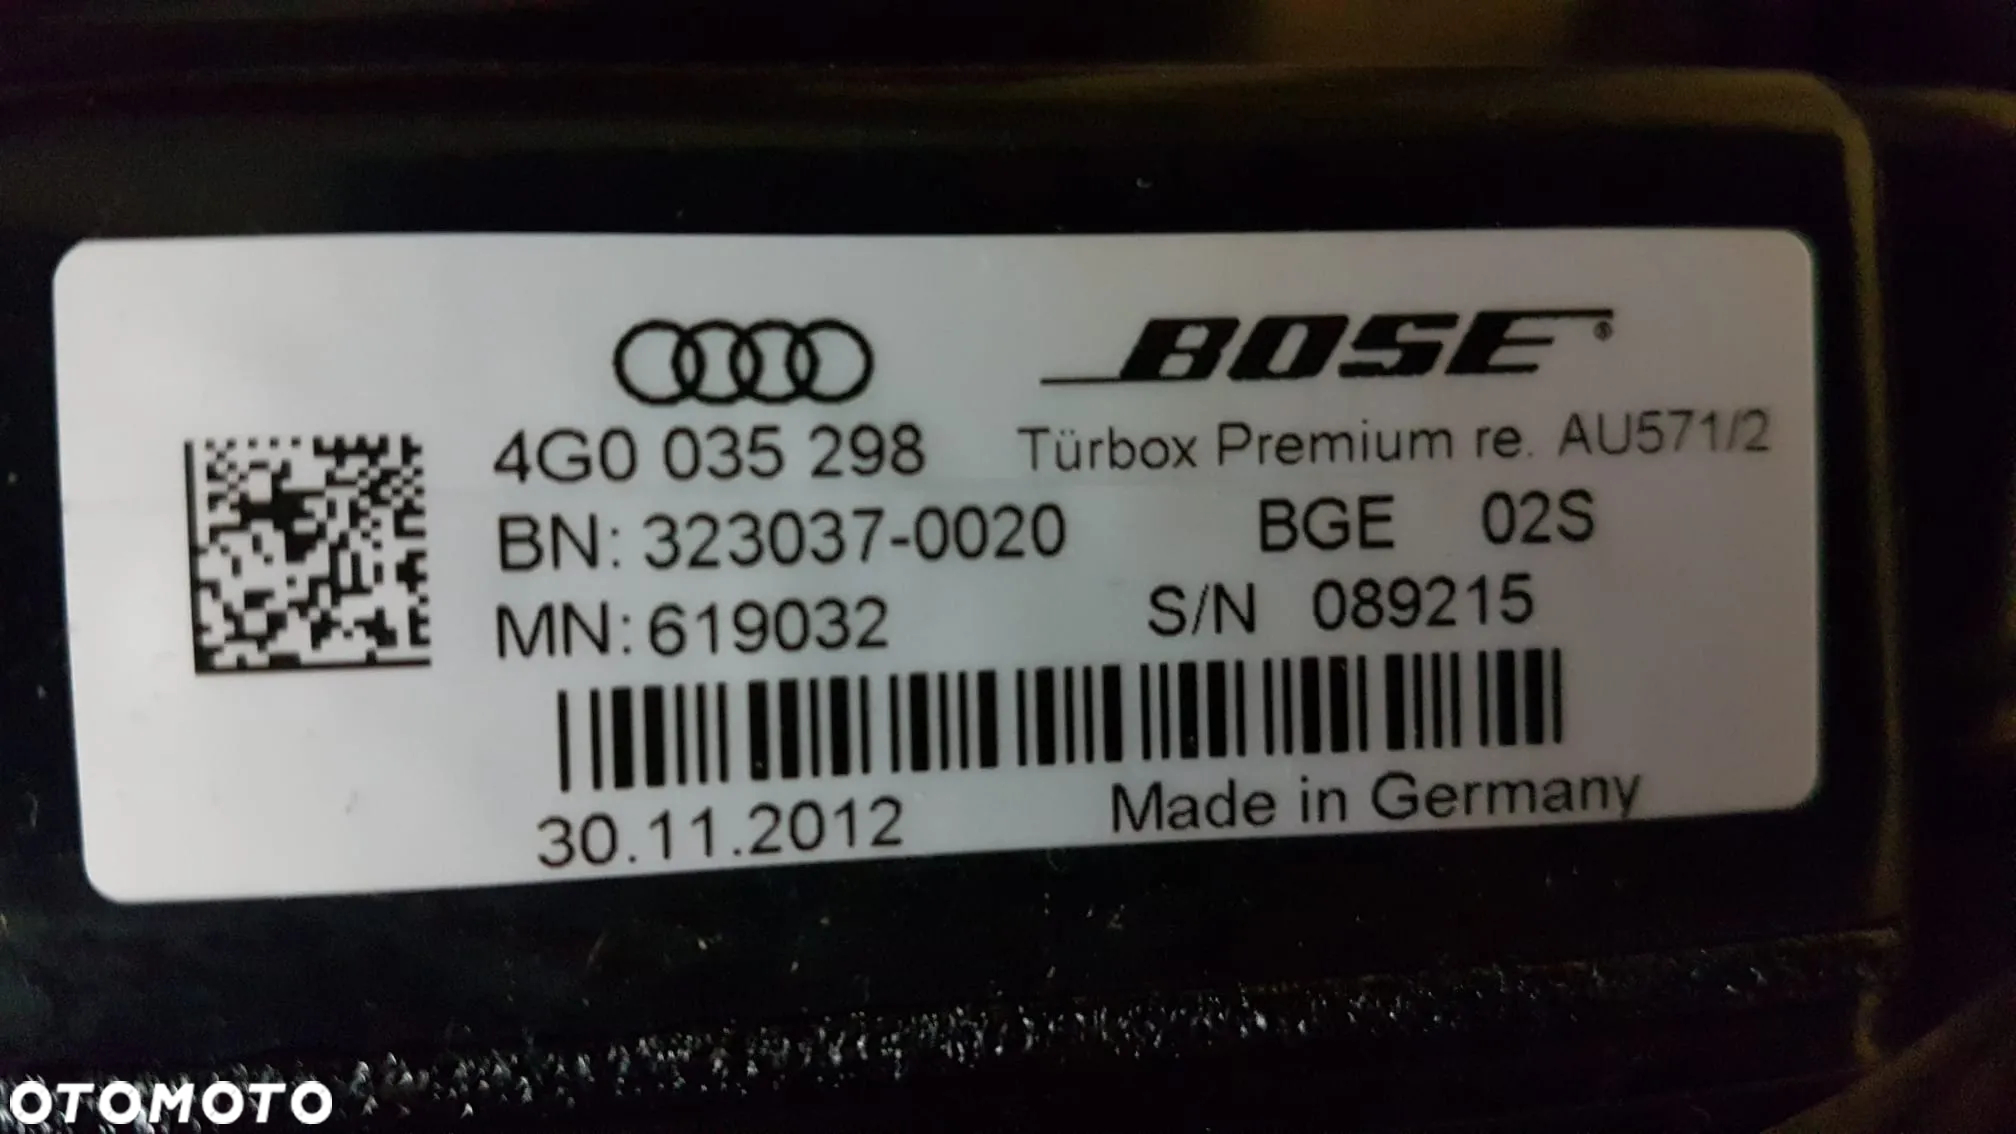 BOSE®
4G0 035 298 Türbox Premium re. AU571/2
BN: 323037-0020 BGE 02S
MN: 619032 S/N 089215
30.11.2012 Made in Germany
OTOMOTO